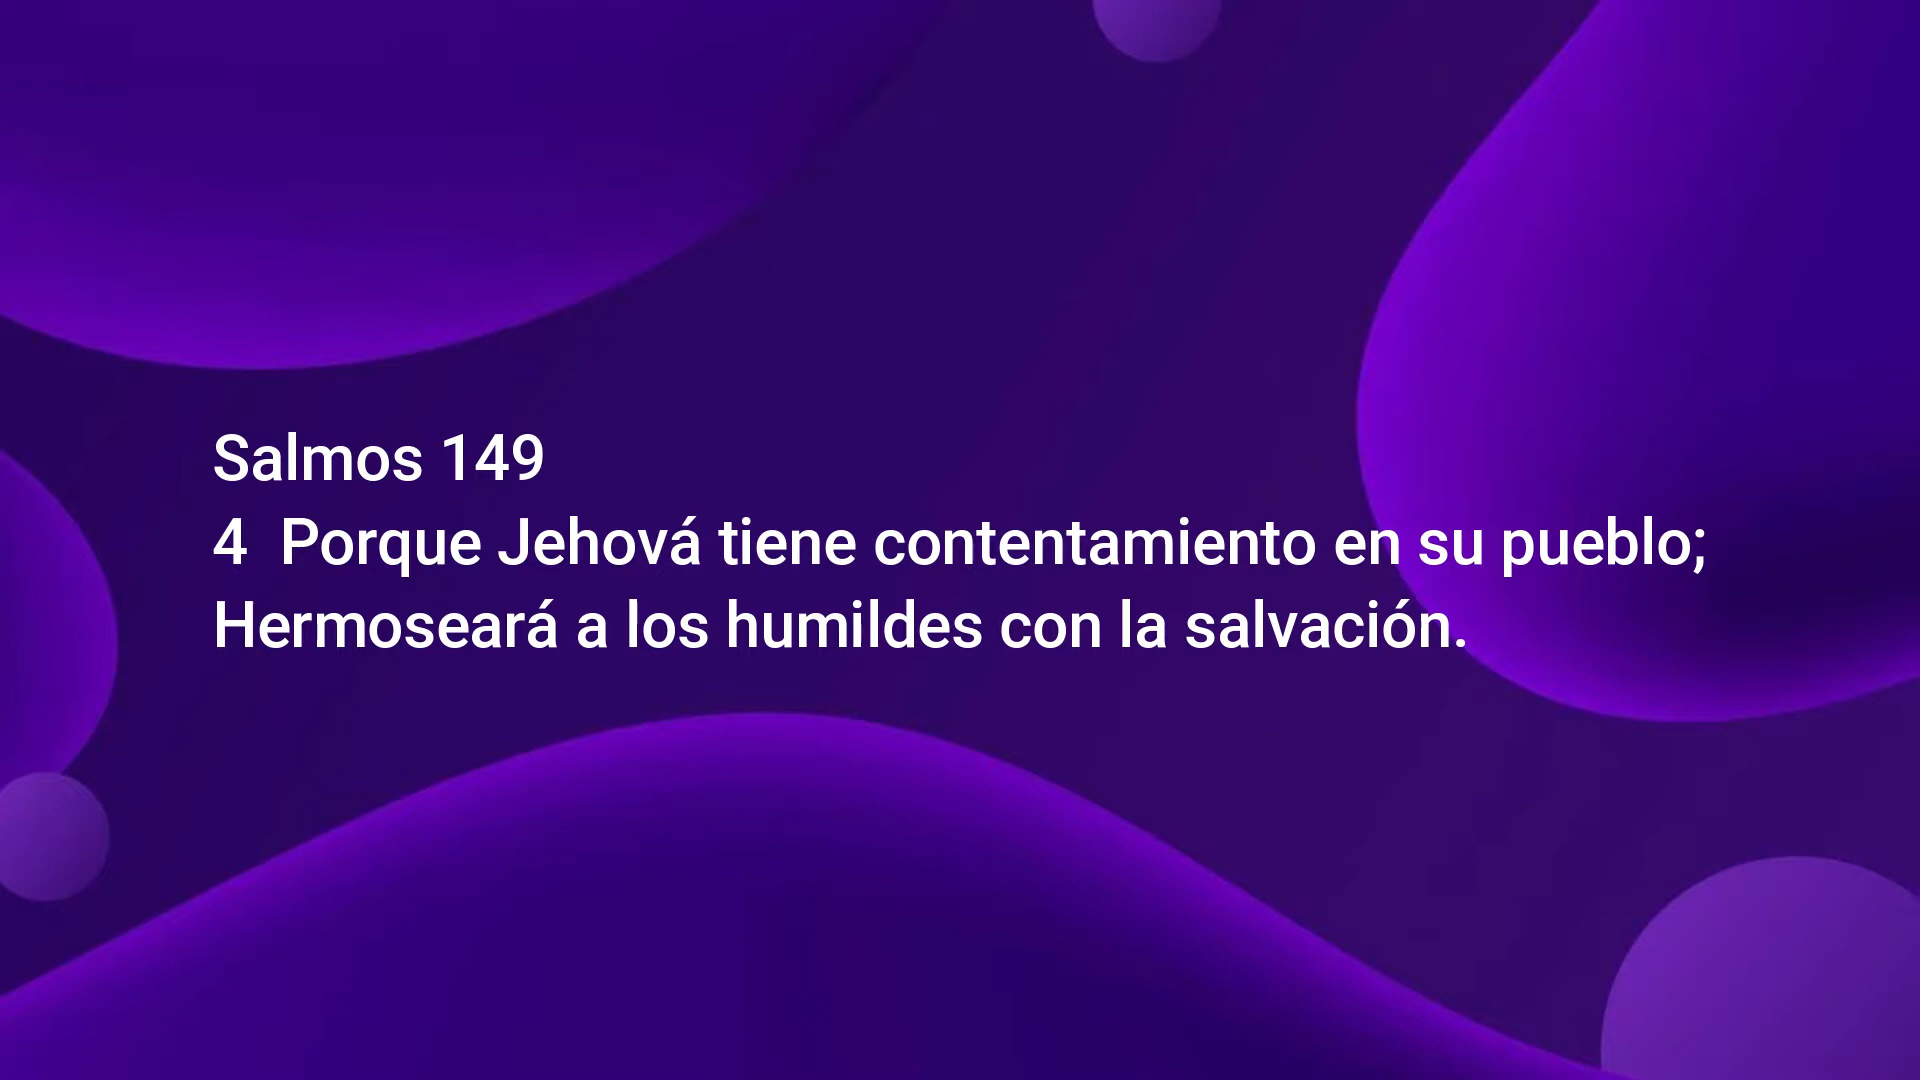 Salmos 149
4  Porque Jehová tiene contentamiento en su pueblo;
Hermoseará a los humildes con la salvación.